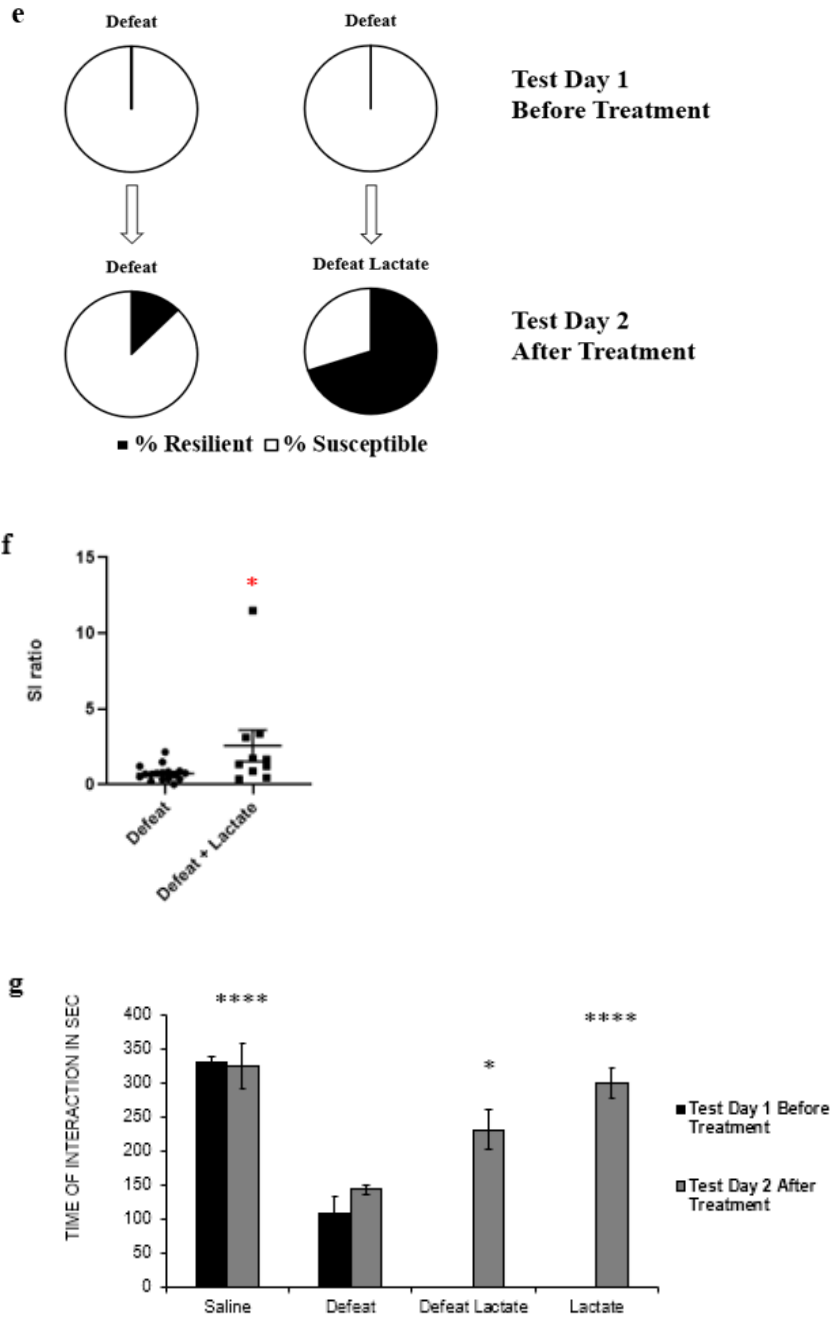 e
Defeat
Defeat
Test Day 1
Before Treatment
Defeat
Defeat Lactate
Test Day 2
After Treatment
% Resilient % Susceptible
f
*
15
10
5
0
SI ratio
Defeat
Defeat + Lactate
g
****
****
*
400
350
300
250
200
150
100
50
0
TIME OF INTERACTION IN SEC
Saline
Defeat
Defeat Lactate
Lactate
Test Day 1 Before
Treatment
Test Day 2 After
Treatment